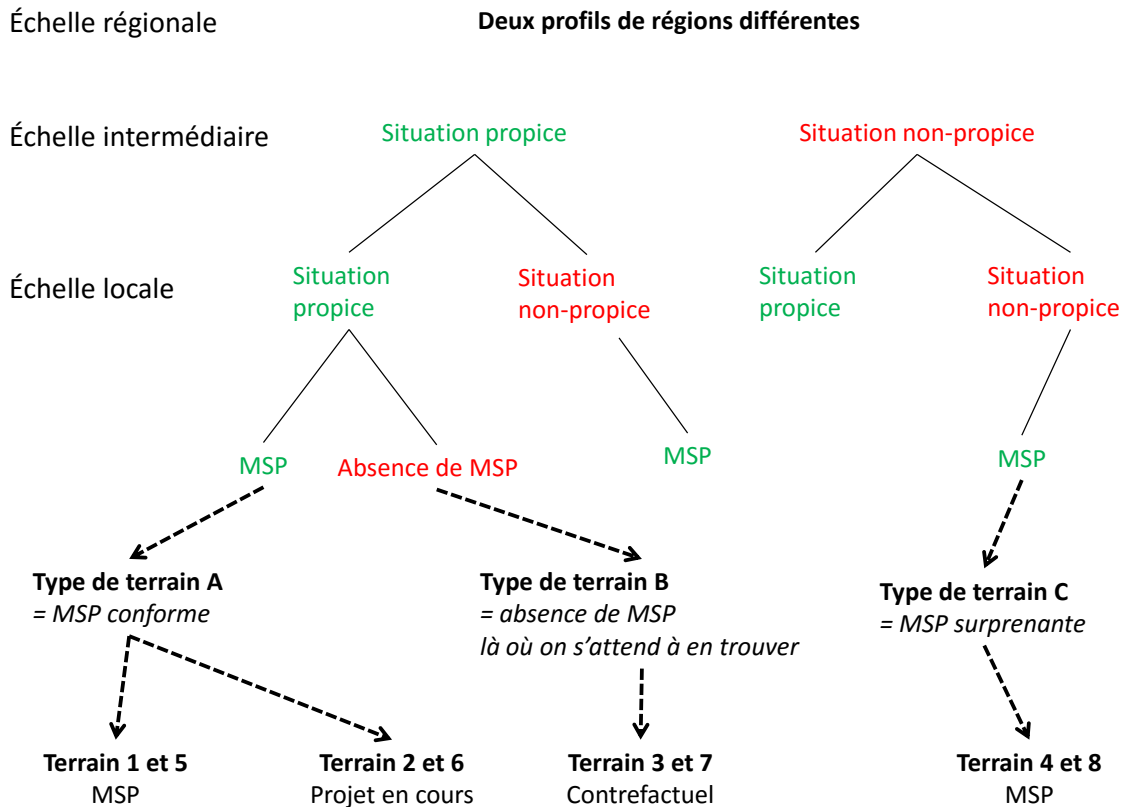 Échelle régionale
Deux profils de régions différentes
Échelle intermédiaire
Situation propice
Situation non-propice
Échelle locale
Situation
propice
Situation
non-propice
Situation
propice
Situation
non-propice
MSP
Absence de MSP
MSP
MSP
Type de terrain A
= MSP conforme
Type de terrain B
= absence de MSP
là où on s’attend à en trouver
Type de terrain C
= MSP surprenante
Terrain 1 et 5
MSP
Terrain 2 et 6
Projet en cours
Terrain 3 et 7
Contrefactuel
Terrain 4 et 8
MSP